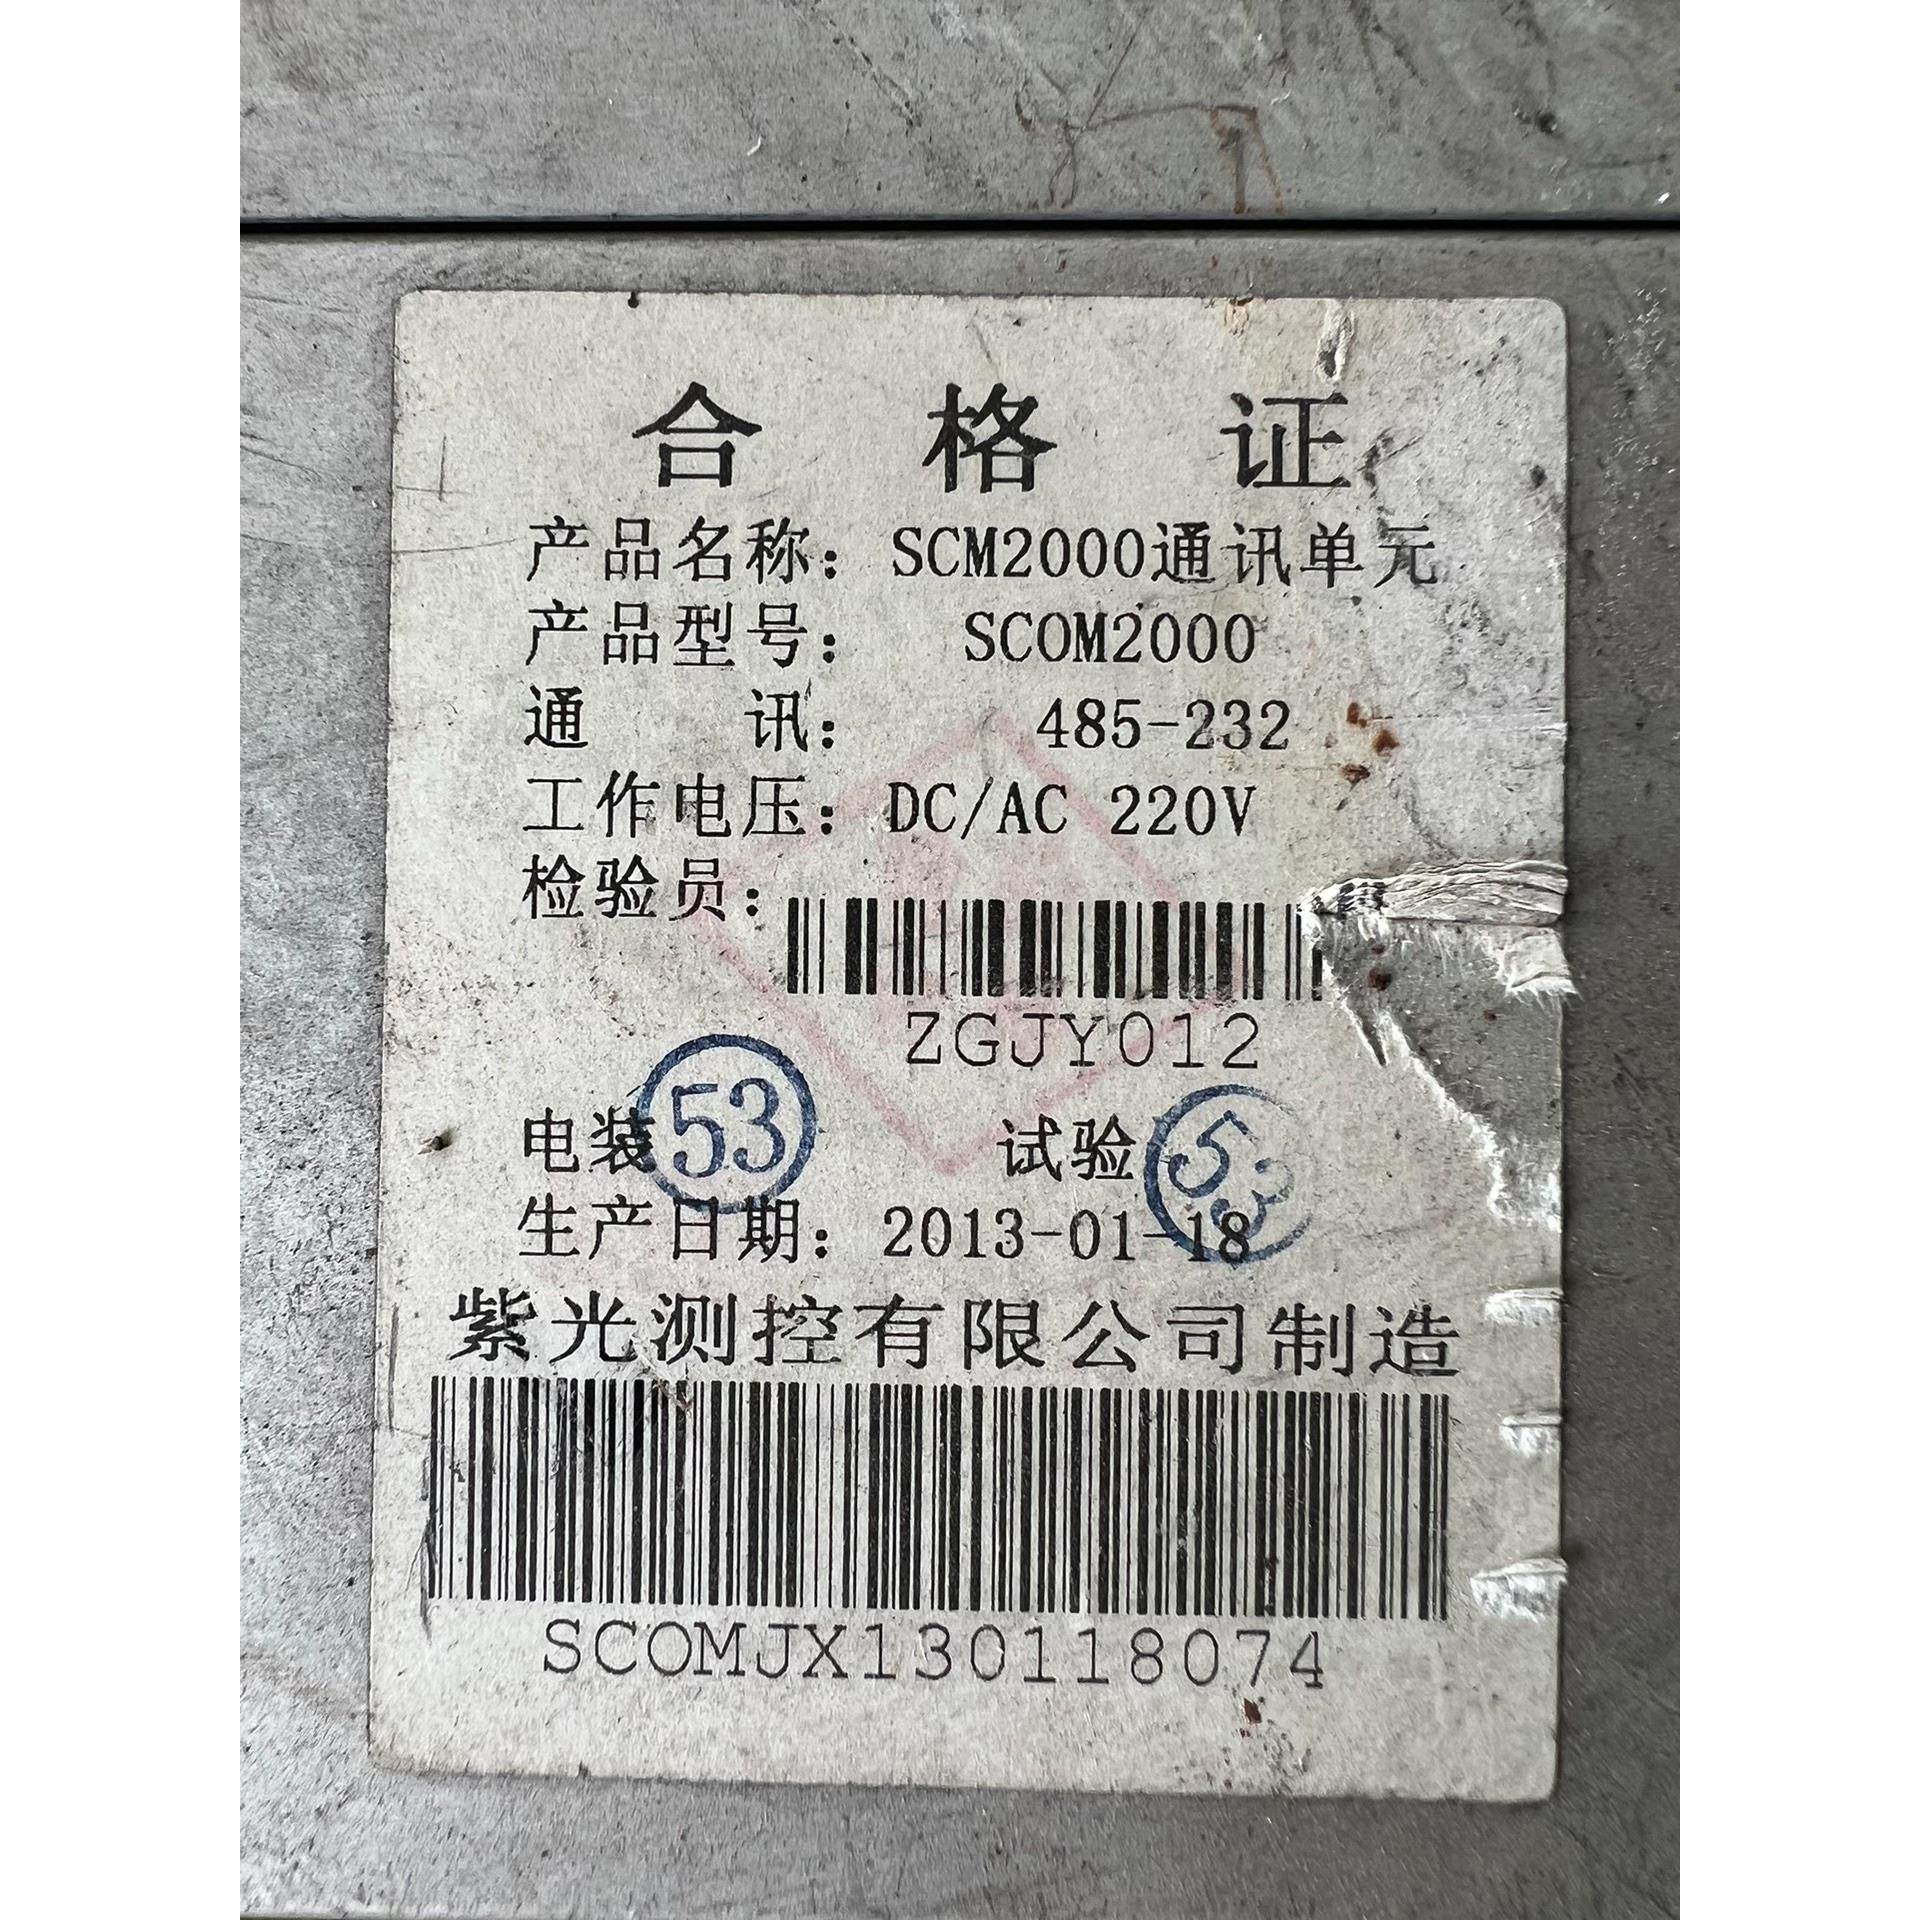 合格证
产品名称：SCM2000通讯单元
产品型号：SCOM2000
通讯：485-232
工作电压：DC/AC 220V
检验员：
ZGJY012
电装 53 试验 53
生产日期：2013-01-18
紫光测控有限公司制造
SCOMJX130118074